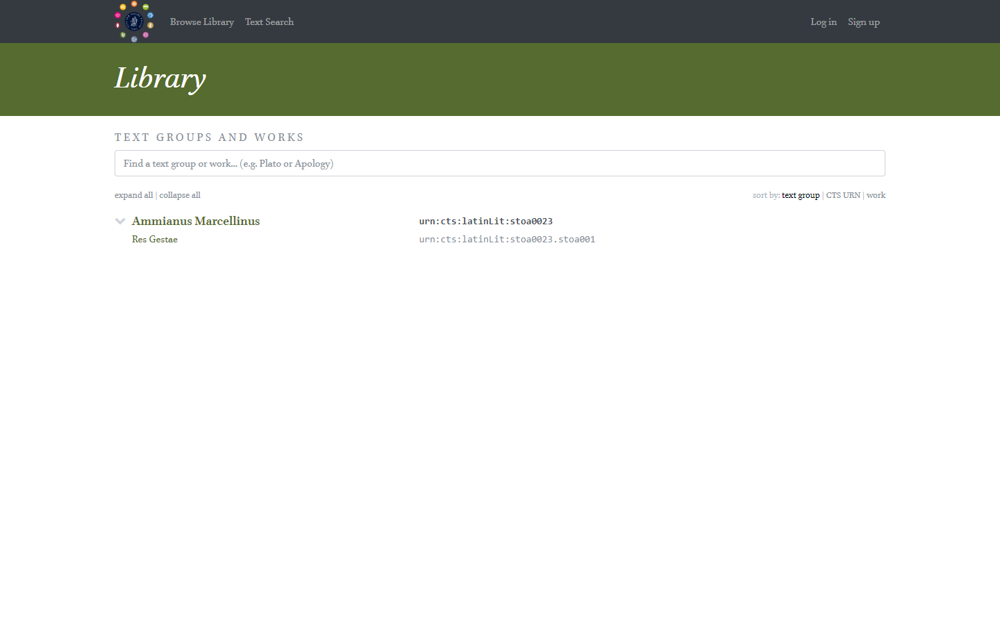 Browse Library Text Search Log in Sign up
Library
TEXT GROUPS AND WORKS
Find a text group or work... (e.g. Plato or Apology)
expand all | collapse all sort by: text group | CTS URN | work
Ammianus Marcellinus urn:cts:latinLit:stoa0023
Res Gestae urn:cts:latinLit:stoa0023.stoa001